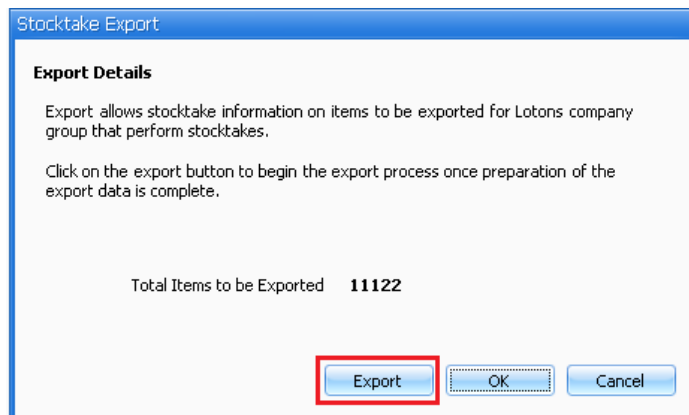 Stocktake Export
Export Details
Export allows stocktake information on items to be exported for Lotons company
group that perform stocktakes.
Click on the export button to begin the export process once preparation of the
export data is complete.
Total Items to be Exported 11122
Export OK Cancel